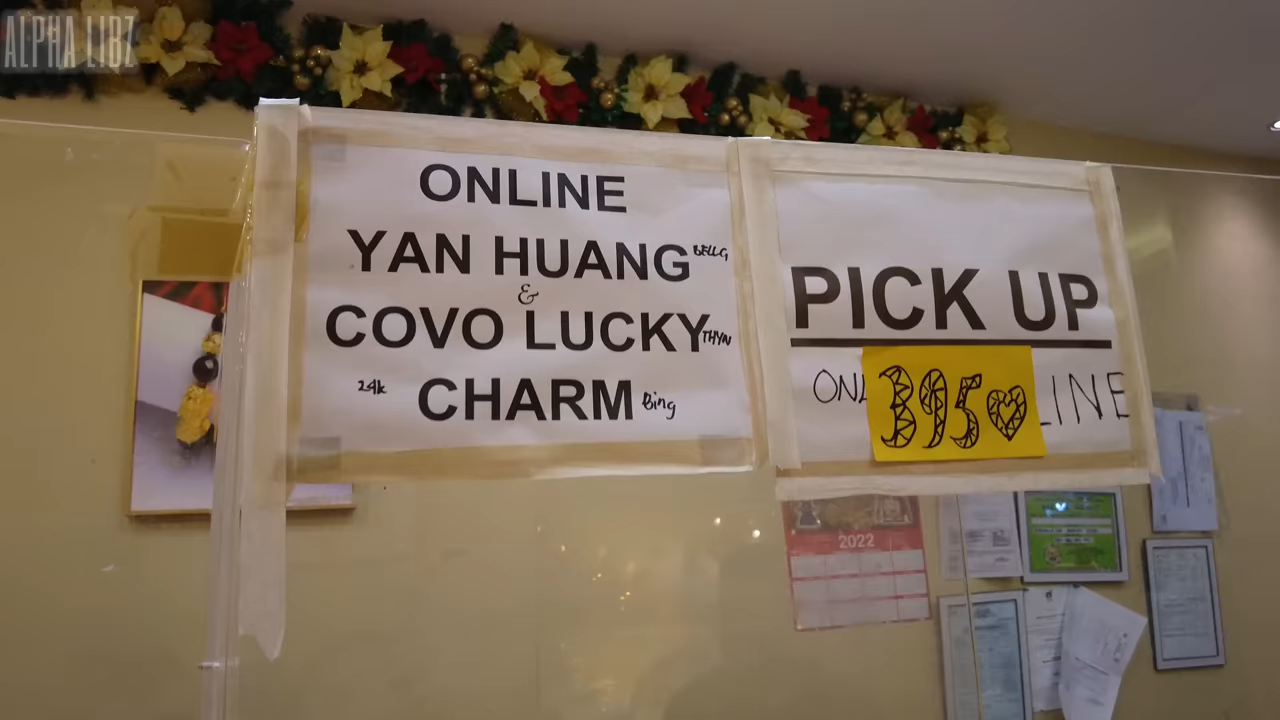 ALPHA LIBZ
ONLINE
YAN HUANG BELLG
&
COVO LUCKY THYN
24k CHARM Bing
PICK UP
ONL LINE
395
2022